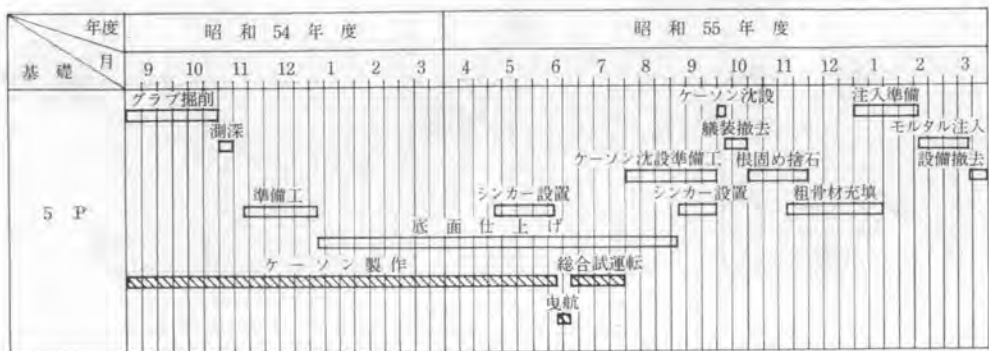 年度
月
基礎
昭和54年度
昭和55年度
9 10 11 12 1 2 3 4 5 6 7 8 9 10 11 12 1 2 3
グラブ掘削
ケーソン沈設
注入準備
測深
艤装撤去
モルタル注入
ケーソン沈設準備工
根固め捨石
設備撤去
準備工
シンカー設置
シンカー設置
粗骨材充填
5 P
底面仕上げ
ケーソン製作
総合試運転
曳航